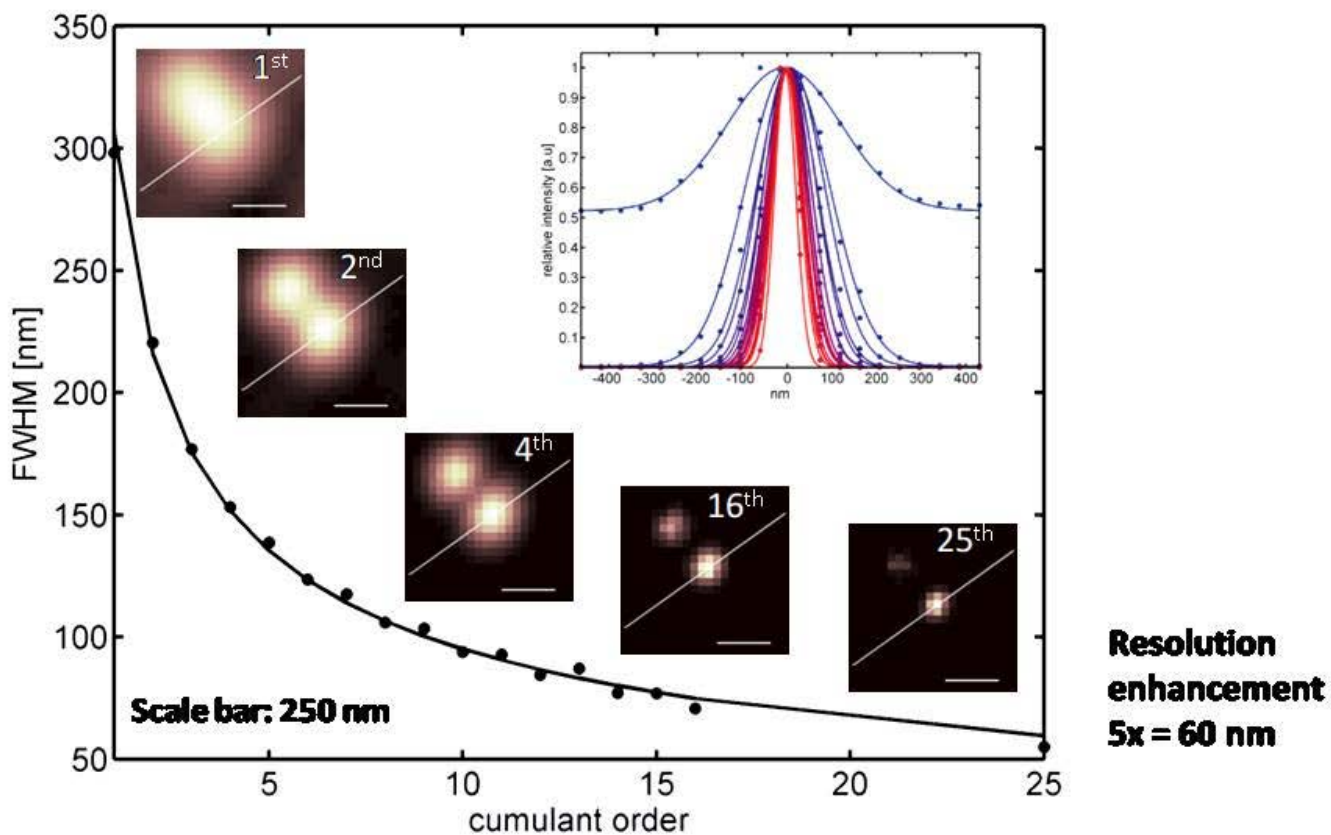 350
300
250
200
150
100
50
FWHM [nm]
5
10
15
20
25
cumulant order
1st
2nd
4th
16th
25th
Scale bar: 250 nm
1
0.9
0.8
0.7
0.6
0.5
0.4
0.3
0.2
0.1
relative intensity [a.u]
-400
-300
-200
-100
0
100
200
300
400
nm
Resolution
enhancement
5x = 60 nm